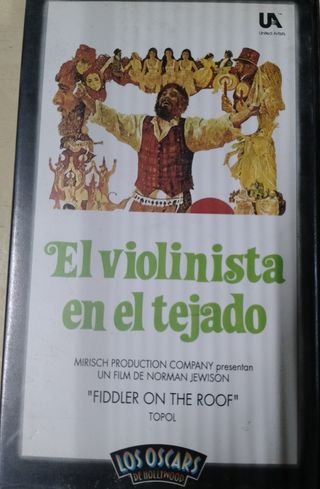 UA
United Artists
El violinista
en el tejado
MIRISCH PRODUCTION COMPANY presentan
UN FILM DE NORMAN JEWISON
"FIDDLER ON THE ROOF"
TOPOL
LOS OSCARS
DE HOLLYWOOD